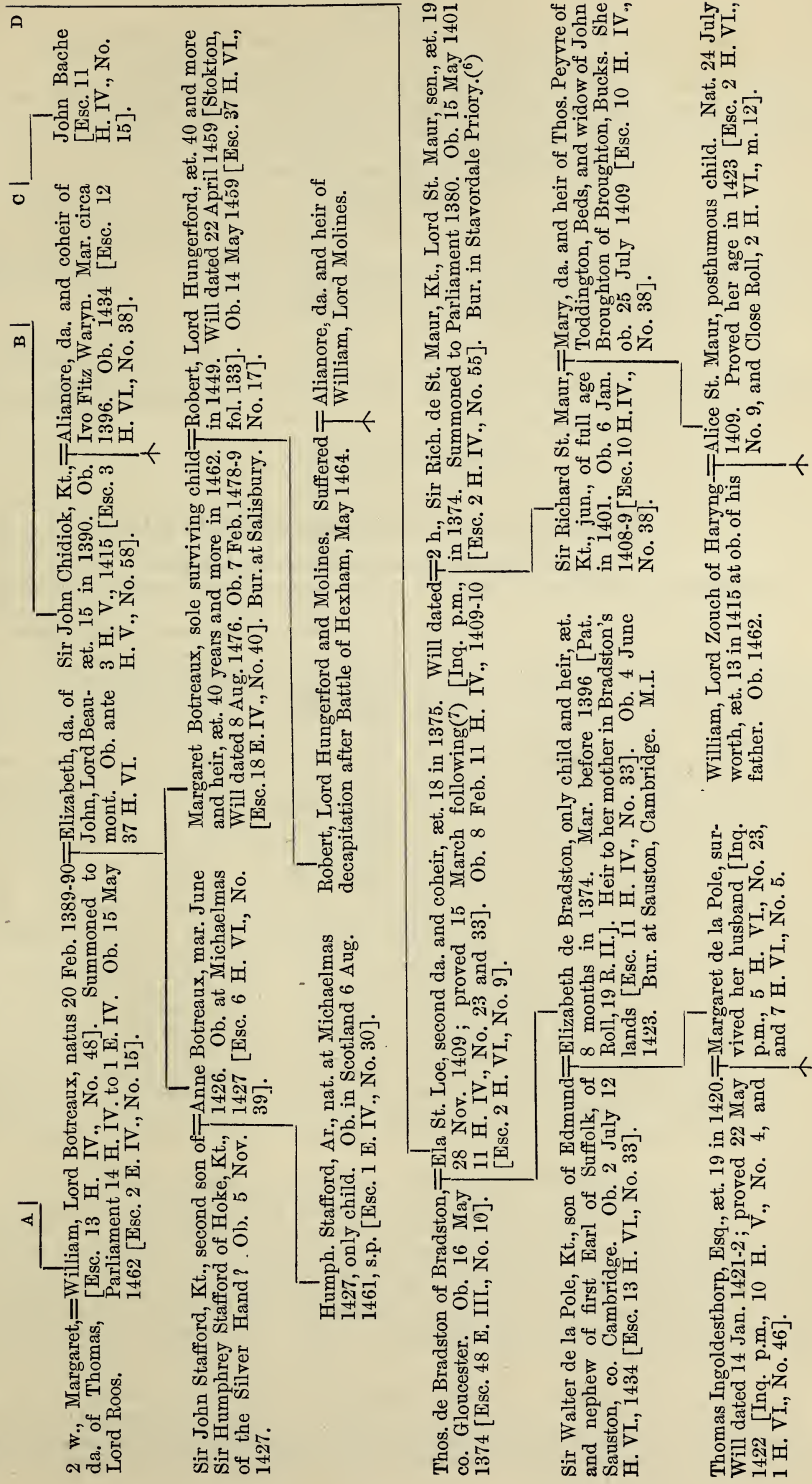 A
B
C
D
2 w., Margaret,
da. of Thomas,
Lord Roos.
William, Lord Botreaux, natus 20 Feb. 1389-90
[Esc. 13 H. IV., No. 48]. Summoned to
Parliament 14 H. IV. to 1 E. IV. Ob. 15 May
1462 [Esc. 2 E. IV., No. 15].
Elizabeth, da. of
John, Lord Beau-
mont. Ob. ante
37 H. VI.
Sir John Chidiok, Kt.,
æt. 15 in 1390. Ob.
3 H. V., 1415 [Esc. 3
H. V., No. 58].
Alianore, da. and coheir of
Ivo Fitz Waryn. Mar. circa
1396. Ob. 1434 [Esc. 12
H. VI., No. 38].
John Bache
[Esc. 11
H. IV., No.
15].
Sir John Stafford, Kt., second son of
Sir Humphrey Stafford of Hoke, Kt.,
of the Silver Hand? Ob. 5 Nov.
1427.
Anne Botreaux, mar. June
1426. Ob. at Michaelmas
1427 [Esc. 6 H. VI., No.
39].
Margaret Botreaux, sole surviving child
and heir, æt. 40 years and more in 1462.
Will dated 8 Aug. 1476. Ob. 7 Feb. 1478-9
[Esc. 18 E. IV., No. 40]. Bur. at Salisbury.
Robert, Lord Hungerford, æt. 40 and more
in 1449. Will dated 22 April 1459 [Stokton,
fol. 133]. Ob. 14 May 1459 [Esc. 37 H. VI.,
No. 17].
Humph. Stafford, Ar., nat. at Michaelmas
1427, only child. Ob. in Scotland 6 Aug.
1461, s.p. [Esc. 1 E. IV., No. 30].
Robert, Lord Hungerford and Molines. Suffered
decapitation after Battle of Hexham, May 1464.
Alianore, da. and heir of
William, Lord Molines.
Thos. de Bradston of Bradston,
co. Gloucester. Ob. 16 May
1374 [Esc. 48 E. III., No. 10].
Ela St. Loe, second da. and coheir, æt. 18 in 1375. Will dated
28 Nov. 1409; proved 15 March following(7) [Inq. p.m.,
11 H. IV., No. 23 and 33]. Ob. 8 Feb. 11 H. IV., 1409-10
[Esc. 2 H. VI., No. 9].
2 h., Sir Rich. de St. Maur, Kt., Lord St. Maur, sen., æt. 19
in 1374. Summoned to Parliament 1380. Ob. 15 May 1401
[Esc. 2 H. IV., No. 55]. Bur. in Stavordale Priory.(6)
Sir Walter de la Pole, Kt., son of Edmund
and nephew of first Earl of Suffolk, of
Sauston, co. Cambridge. Ob. 2 July 12
H. VI., 1434 [Esc. 13 H. VI., No. 33].
Elizabeth de Bradston, only child and heir, æt.
8 months in 1374. Mar. before 1396 [Pat.
Roll, 19 R. II.]. Heir to her mother in Bradston's
lands [Esc. 11 H. IV., No. 33]. Ob. 4 June
1423. Bur. at Sauston, Cambridge. M.I.
Sir Richard St. Maur,
Kt., jun., of full age
in 1401. Ob. 6 Jan.
1408-9 [Esc. 10 H. IV.,
No. 38].
Mary, da. and heir of Thos. Peyvre of
Toddington, Beds, and widow of John
Broughton of Broughton, Bucks. She
ob. 25 July 1409 [Esc. 10 H. IV.,
No. 38].
Thomas Ingoldesthorp, Esq., æt. 19 in 1420.
Will dated 14 Jan. 1421-2; proved 22 May
1422 [Inq. p.m., 10 H. V., No. 4, and
1 H. VI., No. 46].
Margaret de la Pole, sur-
vived her husband [Inq.
p.m., 5 H. VI., No. 23,
and 7 H. VI., No. 5.
William, Lord Zouch of Haryng-
worth, æt. 13 in 1415 at ob. of his
father. Ob. 1462.
Alice St. Maur, posthumous child. Nat. 24 July
1409. Proved her age in 1423 [Esc. 2 H. VI.,
No. 9, and Close Roll, 2 H. VI., m. 12].